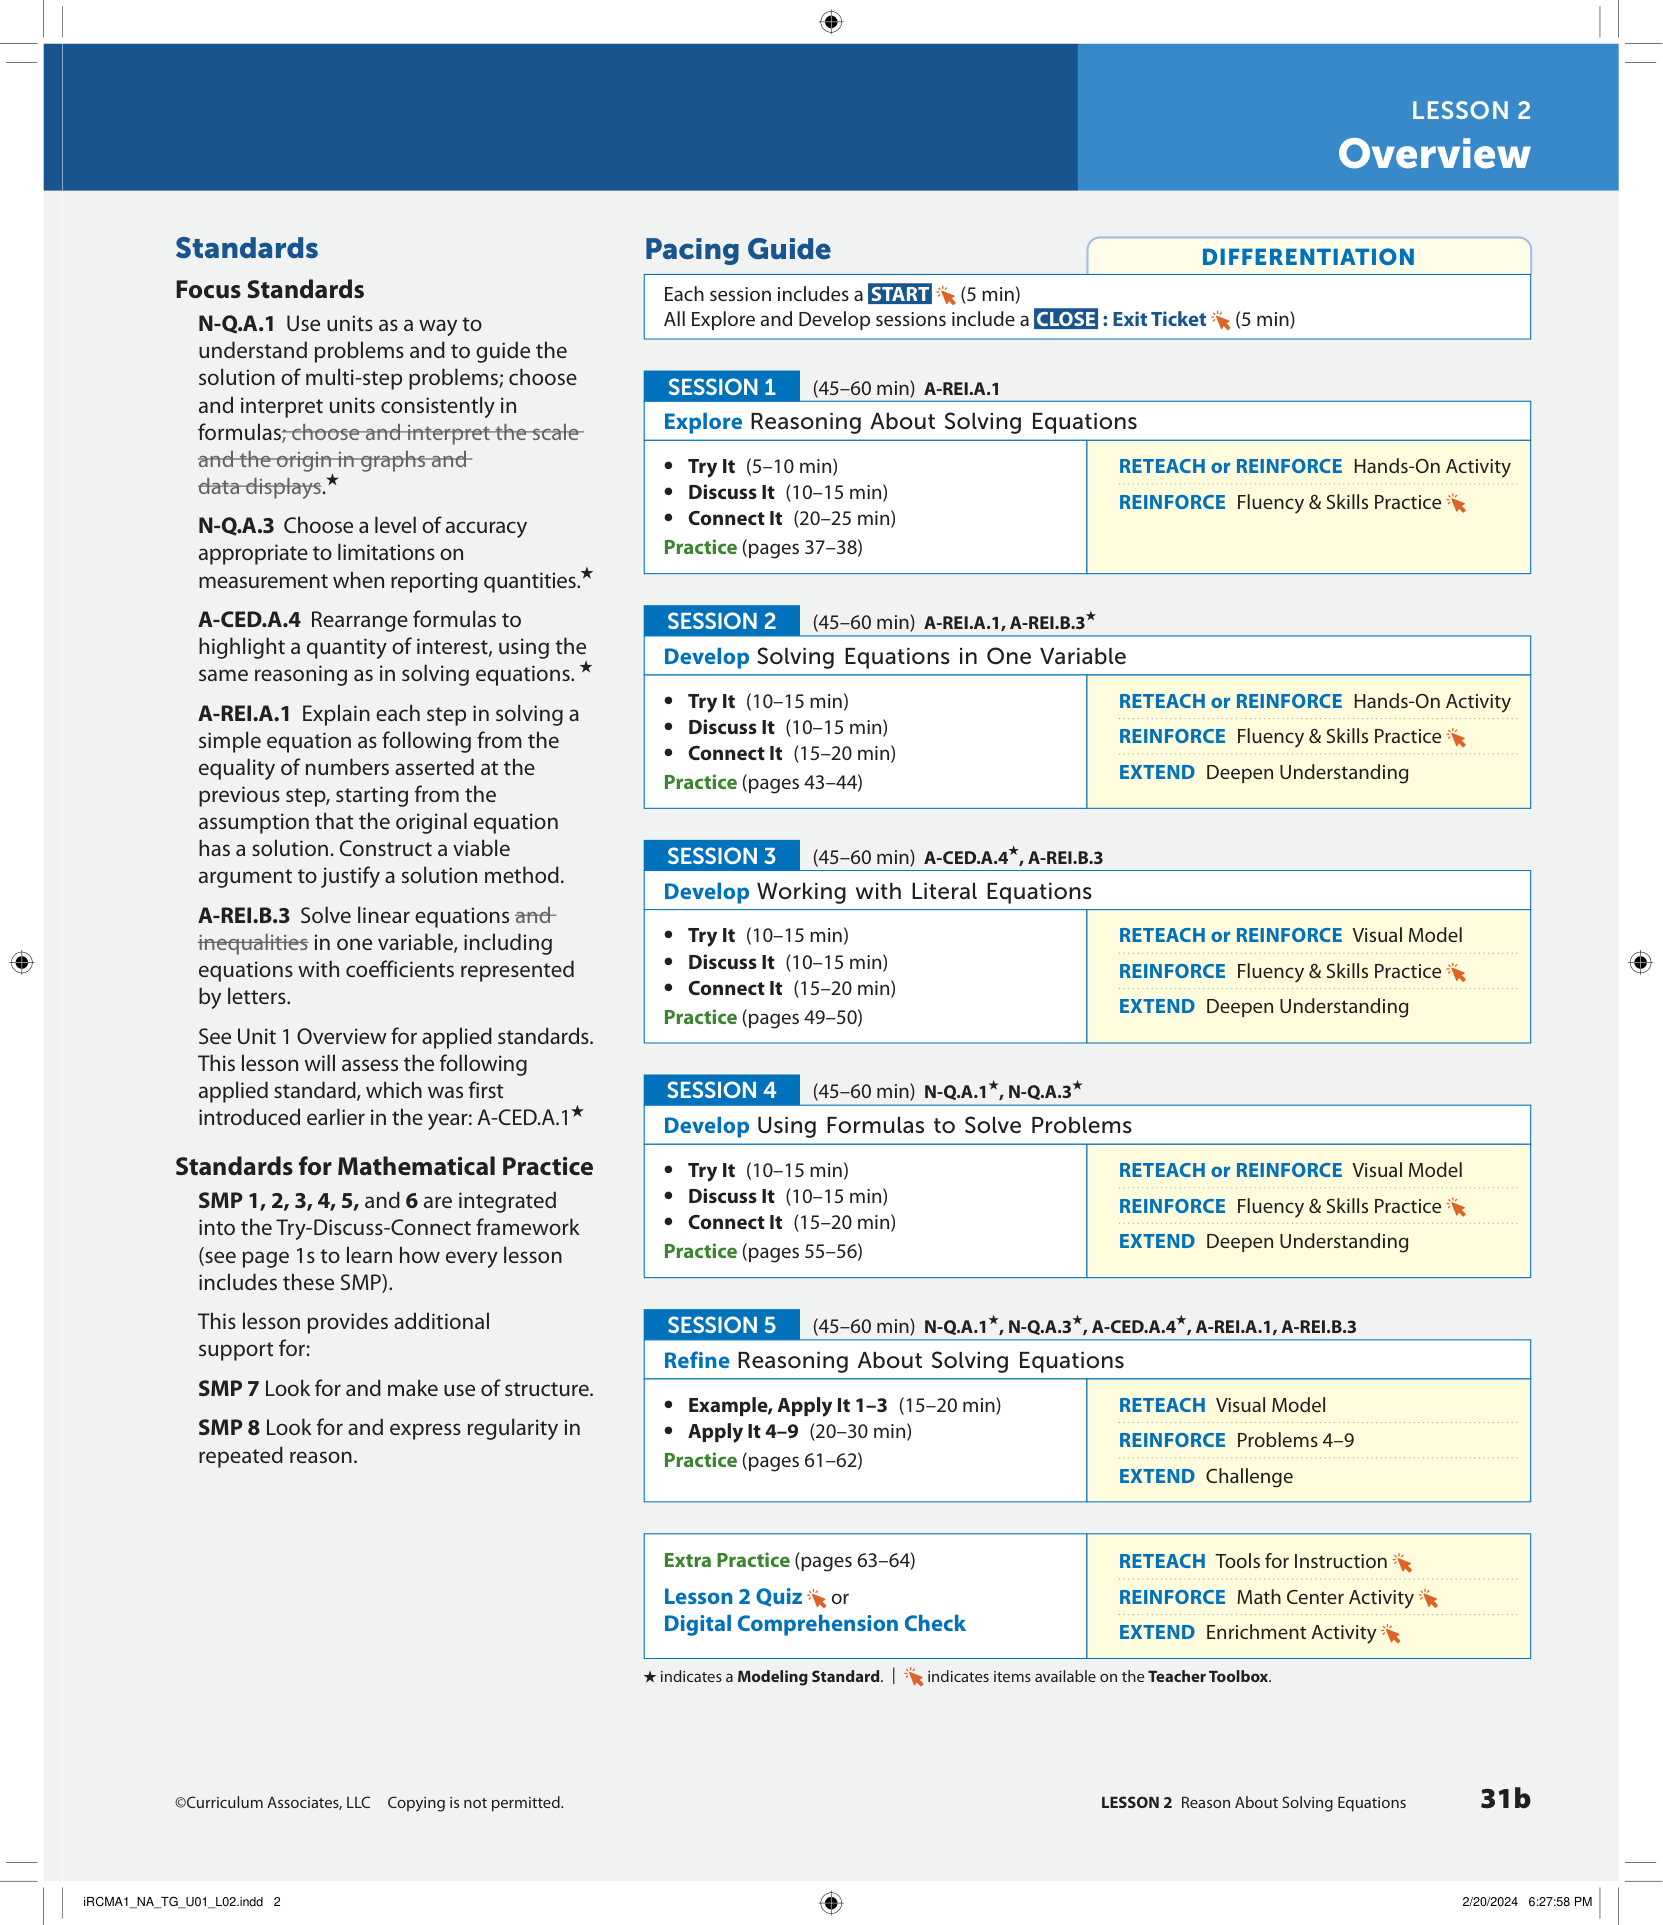 LESSON 2
Overview
Standards
Focus Standards
N-Q.A.1 Use units as a way to
understand problems and to guide the
solution of multi-step problems; choose
and interpret units consistently in
formulas; choose and interpret the scale
and the origin in graphs and
data displays.★
N-Q.A.3 Choose a level of accuracy
appropriate to limitations on
measurement when reporting quantities.★
A-CED.A.4 Rearrange formulas to
highlight a quantity of interest, using the
same reasoning as in solving equations. ★
A-REI.A.1 Explain each step in solving a
simple equation as following from the
equality of numbers asserted at the
previous step, starting from the
assumption that the original equation
has a solution. Construct a viable
argument to justify a solution method.
A-REI.B.3 Solve linear equations and
inequalities in one variable, including
equations with coefficients represented
by letters.
See Unit 1 Overview for applied standards.
This lesson will assess the following
applied standard, which was first
introduced earlier in the year: A-CED.A.1★
Standards for Mathematical Practice
SMP 1, 2, 3, 4, 5, and 6 are integrated
into the Try-Discuss-Connect framework
(see page 1s to learn how every lesson
includes these SMP).
This lesson provides additional
support for:
SMP 7 Look for and make use of structure.
SMP 8 Look for and express regularity in
repeated reason.
Pacing Guide
DIFFERENTIATION
Each session includes a START (5 min)
All Explore and Develop sessions include a CLOSE : Exit Ticket (5 min)
SESSION 1 (45–60 min) A-REI.A.1
Explore Reasoning About Solving Equations
• Try It (5–10 min)
• Discuss It (10–15 min)
• Connect It (20–25 min)
Practice (pages 37–38)
RETEACH or REINFORCE Hands-On Activity
REINFORCE Fluency & Skills Practice
SESSION 2 (45–60 min) A-REI.A.1, A-REI.B.3★
Develop Solving Equations in One Variable
• Try It (10–15 min)
• Discuss It (10–15 min)
• Connect It (15–20 min)
Practice (pages 43–44)
RETEACH or REINFORCE Hands-On Activity
REINFORCE Fluency & Skills Practice
EXTEND Deepen Understanding
SESSION 3 (45–60 min) A-CED.A.4★, A-REI.B.3
Develop Working with Literal Equations
• Try It (10–15 min)
• Discuss It (10–15 min)
• Connect It (15–20 min)
Practice (pages 49–50)
RETEACH or REINFORCE Visual Model
REINFORCE Fluency & Skills Practice
EXTEND Deepen Understanding
SESSION 4 (45–60 min) N-Q.A.1★, N-Q.A.3★
Develop Using Formulas to Solve Problems
• Try It (10–15 min)
• Discuss It (10–15 min)
• Connect It (15–20 min)
Practice (pages 55–56)
RETEACH or REINFORCE Visual Model
REINFORCE Fluency & Skills Practice
EXTEND Deepen Understanding
SESSION 5 (45–60 min) N-Q.A.1★, N-Q.A.3★, A-CED.A.4★, A-REI.A.1, A-REI.B.3
Refine Reasoning About Solving Equations
• Example, Apply It 1–3 (15–20 min)
• Apply It 4–9 (20–30 min)
Practice (pages 61–62)
RETEACH Visual Model
REINFORCE Problems 4–9
EXTEND Challenge
Extra Practice (pages 63–64)
Lesson 2 Quiz or
Digital Comprehension Check
RETEACH Tools for Instruction
REINFORCE Math Center Activity
EXTEND Enrichment Activity
★ indicates a Modeling Standard. | indicates items available on the Teacher Toolbox.
©Curriculum Associates, LLC Copying is not permitted.
LESSON 2 Reason About Solving Equations 31b
iRCMA1_NA_TG_U01_L02.indd 2
2/20/2024 6:27:58 PM